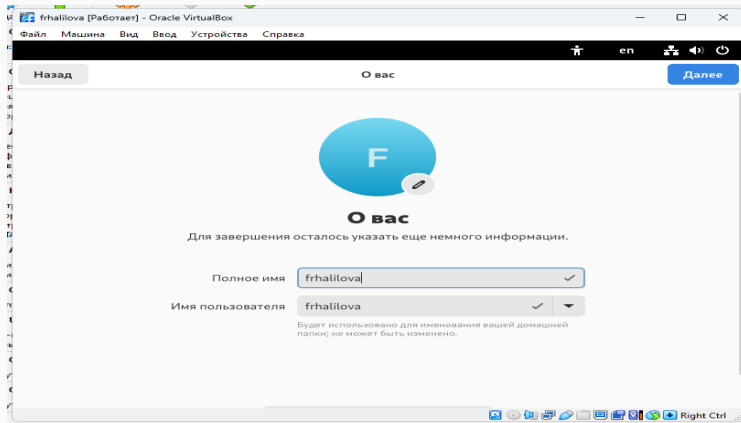 frhalilova [Работает] - Oracle VirtualBox
Файл Машина Вид Ввод Устройства Справка
en
Назад О вас Далее
F
О вас
Для завершения осталось указать еще немного информации.
Полное имя frhalilova
Имя пользователя frhalilova
Будет использовано для именования вашей домашней
папки; не может быть изменено.
Right Ctrl